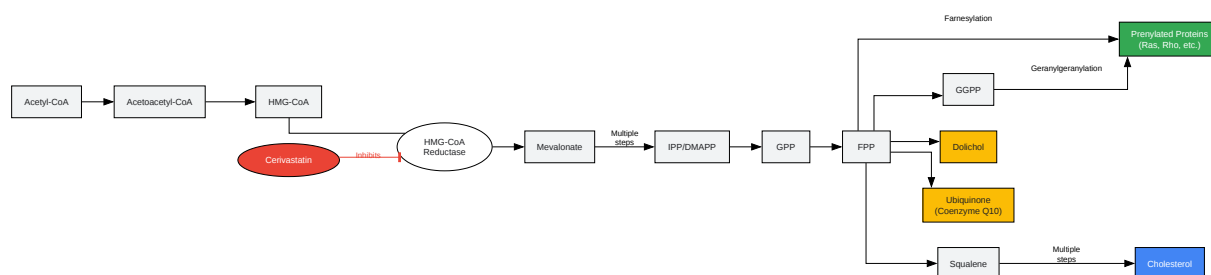 Farnesylation
Prenylated Proteins
(Ras, Rho, etc.)
Geranylgeranylation
GGPP
Acetyl-CoA
Acetoacetyl-CoA
HMG-CoA
HMG-CoA
Reductase
Cerivastatin
Inhibits
Mevalonate
Multiple
steps
IPP/DMAPP
GPP
FPP
Dolichol
Ubiquinone
(Coenzyme Q10)
Squalene
Multiple
steps
Cholesterol